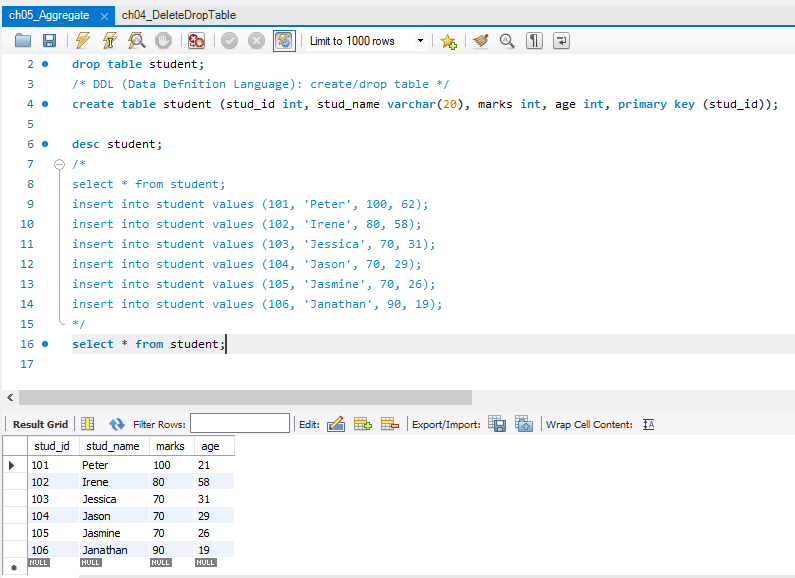 ch05_Aggregate × ch04_DeleteDropTable
Limit to 1000 rows
2 drop table student;
3 /* DDL (Data Defnition Language): create/drop table */
4 create table student (stud_id int, stud_name varchar(20), marks int, age int, primary key (stud_id));
5
6 desc student;
7 /*
8 select * from student;
9 insert into student values (101, 'Peter', 100, 62);
10 insert into student values (102, 'Irene', 80, 58);
11 insert into student values (103, 'Jessica', 70, 31);
12 insert into student values (104, 'Jason', 70, 29);
13 insert into student values (105, 'Jasmine', 70, 26);
14 insert into student values (106, 'Janathan', 90, 19);
15 */
16 select * from student;
17
Result Grid Filter Rows: Edit: Export/Import: Wrap Cell Content: IA
stud_id stud_name marks age
101 Peter 100 21
102 Irene 80 58
103 Jessica 70 31
104 Jason 70 29
105 Jasmine 70 26
106 Janathan 90 19
NULL NULL NULL NULL